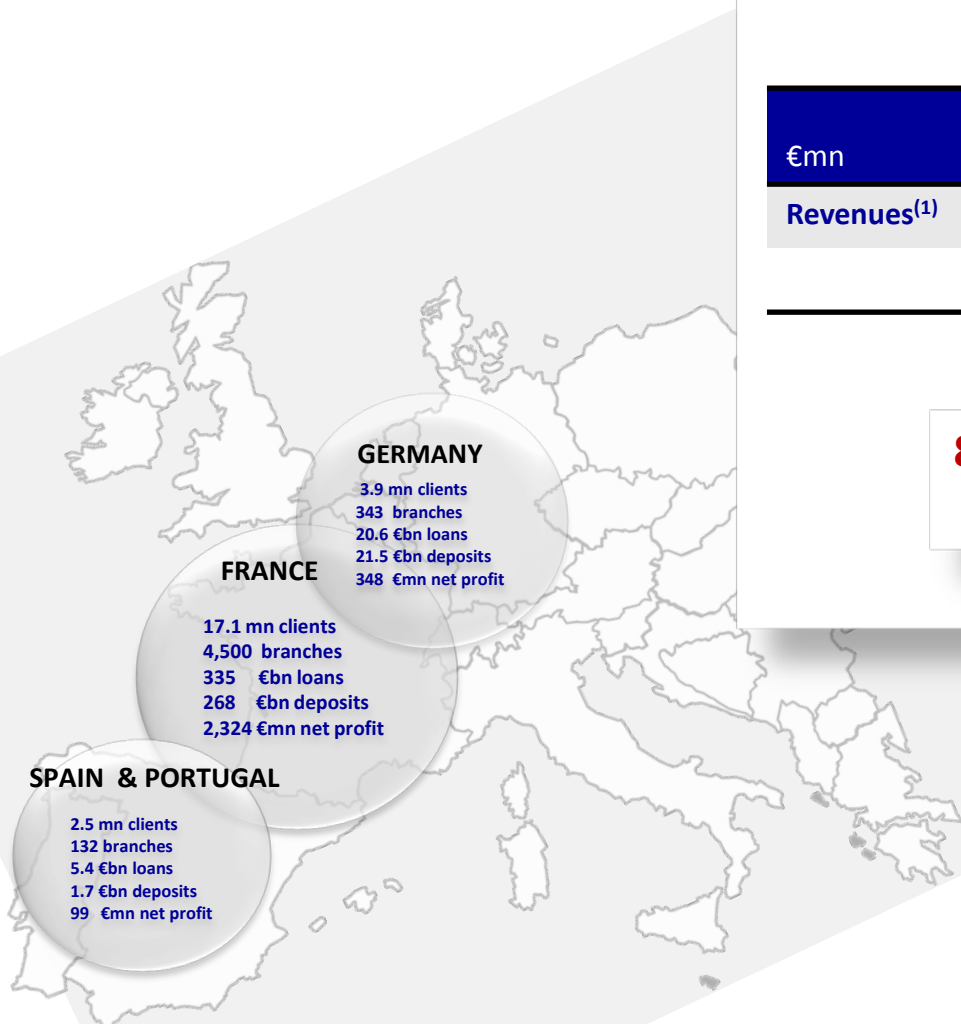 €mn
Revenues(1)
GERMANY
3.9 mn clients
343 branches
20.6 €bn loans
21.5 €bn deposits
348 €mn net profit
FRANCE
17.1 mn clients
4,500 branches
335 €bn loans
268 €bn deposits
2,324 €mn net profit
SPAIN & PORTUGAL
2.5 mn clients
132 branches
5.4 €bn loans
1.7 €bn deposits
99 €mn net profit